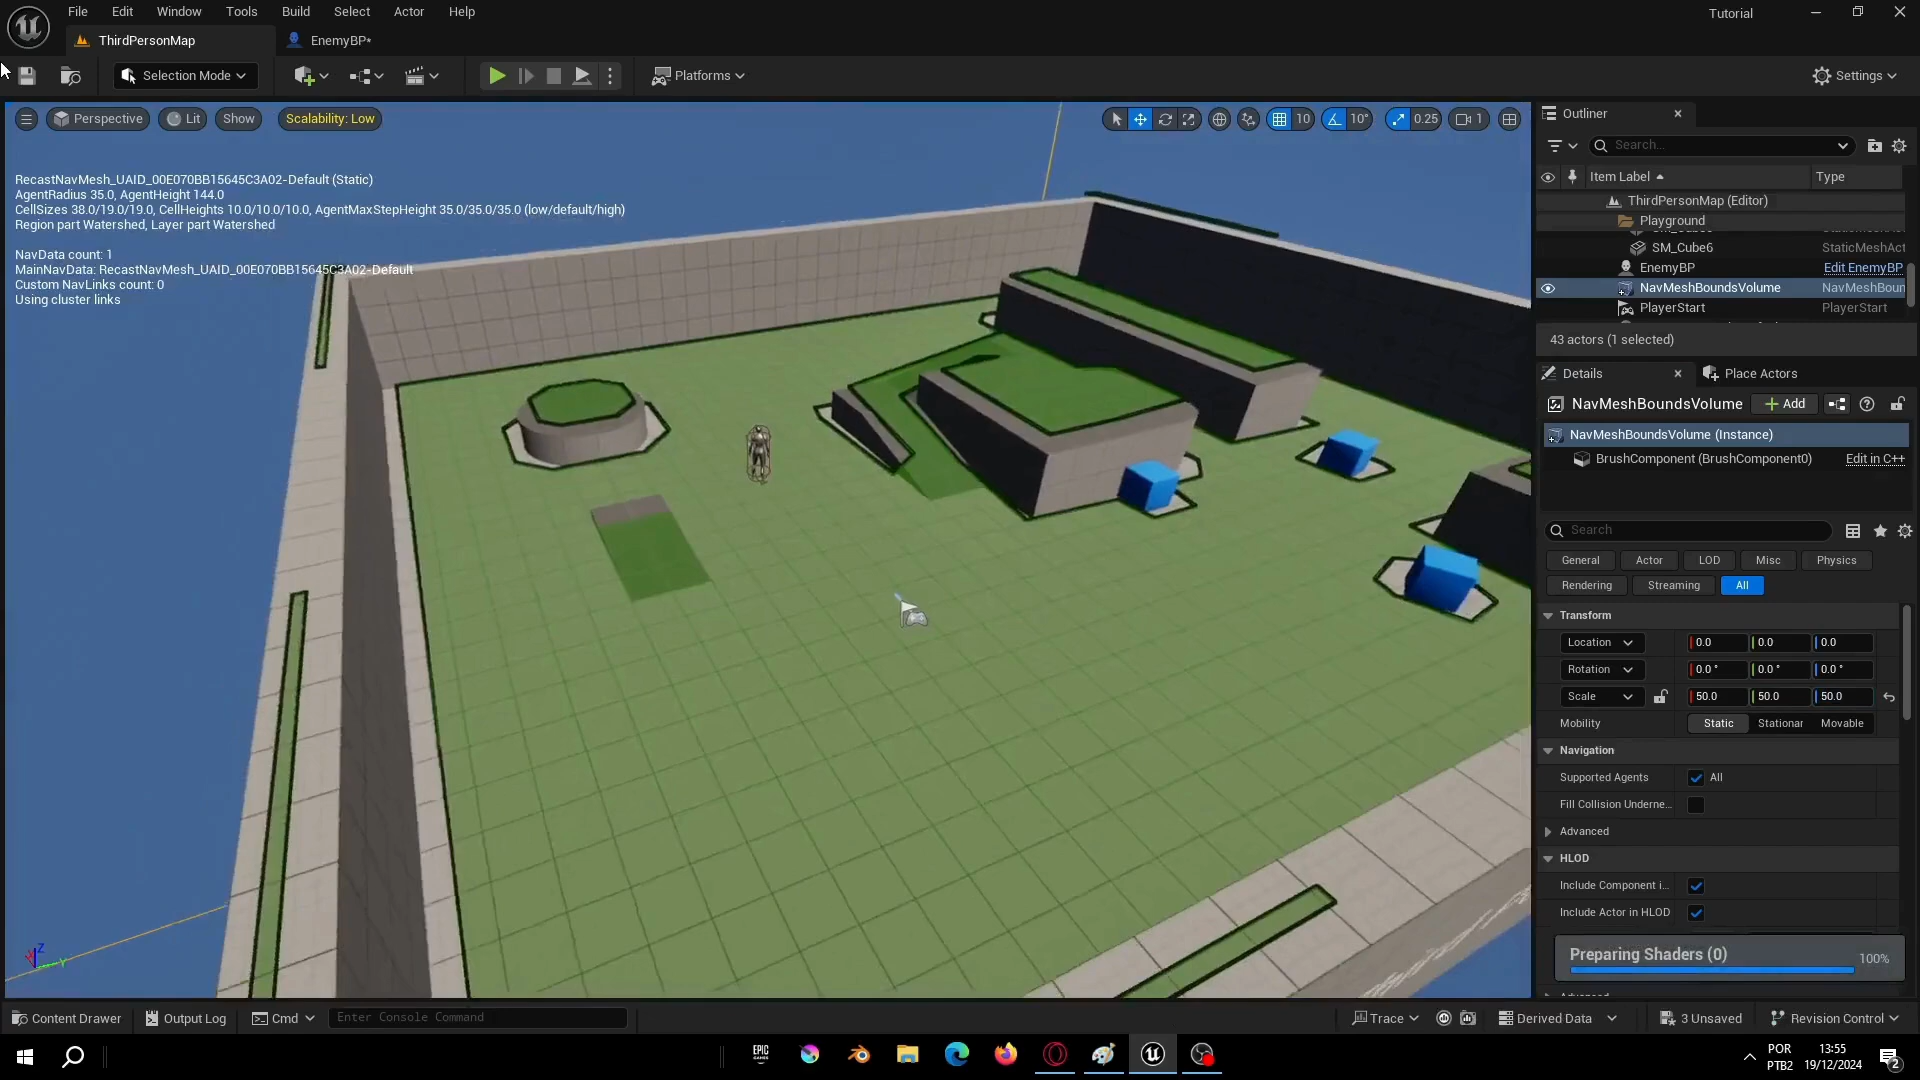 File Edit Window Tools Build Select Actor Help
Tutorial
ThirdPersonMap
EnemyBP*
Selection Mode
Platforms
Settings
Perspective
Lit
Show
Scalability: Low
10
10°
0.25
1
RecastNavMesh_UAID_00E070BB15645C3A02-Default (Static)
AgentRadius 35.0, AgentHeight 144.0
CellSizes 38.0/19.0/19.0, CellHeights 10.0/10.0/10.0, AgentMaxStepHeight 35.0/35.0/35.0 (low/default/high)
Region part Watershed, Layer part Watershed
NavData count: 1
MainNavData: RecastNavMesh_UAID_00E070BB15645C3A02-Default
Custom NavLinks count: 0
Using cluster links
Z
Y
Outliner
Search...
Item Label
Type
ThirdPersonMap (Editor)
Playground
SM_Cube6 StaticMeshAct
EnemyBP Edit EnemyBP
NavMeshBoundsVolume NavMeshBoun
PlayerStart PlayerStart
43 actors (1 selected)
Details
Place Actors
NavMeshBoundsVolume
Add
NavMeshBoundsVolume (Instance)
BrushComponent (BrushComponent0) Edit in C++
Search
General Actor LOD Misc Physics
Rendering Streaming All
Transform
Location 0.0 0.0 0.0
Rotation 0.0 ° 0.0 ° 0.0 °
Scale 50.0 50.0 50.0
Mobility Static Stationar Movable
Navigation
Supported Agents All
Fill Collision Underne...
Advanced
HLOD
Include Component i...
Include Actor in HLOD
Preparing Shaders (0) 100%
Content Drawer
Output Log
Cmd
Enter Console Command
Trace
Derived Data
3 Unsaved
Revision Control
EPIC GAMES
POR
PTB2
13:55
19/12/2024
2